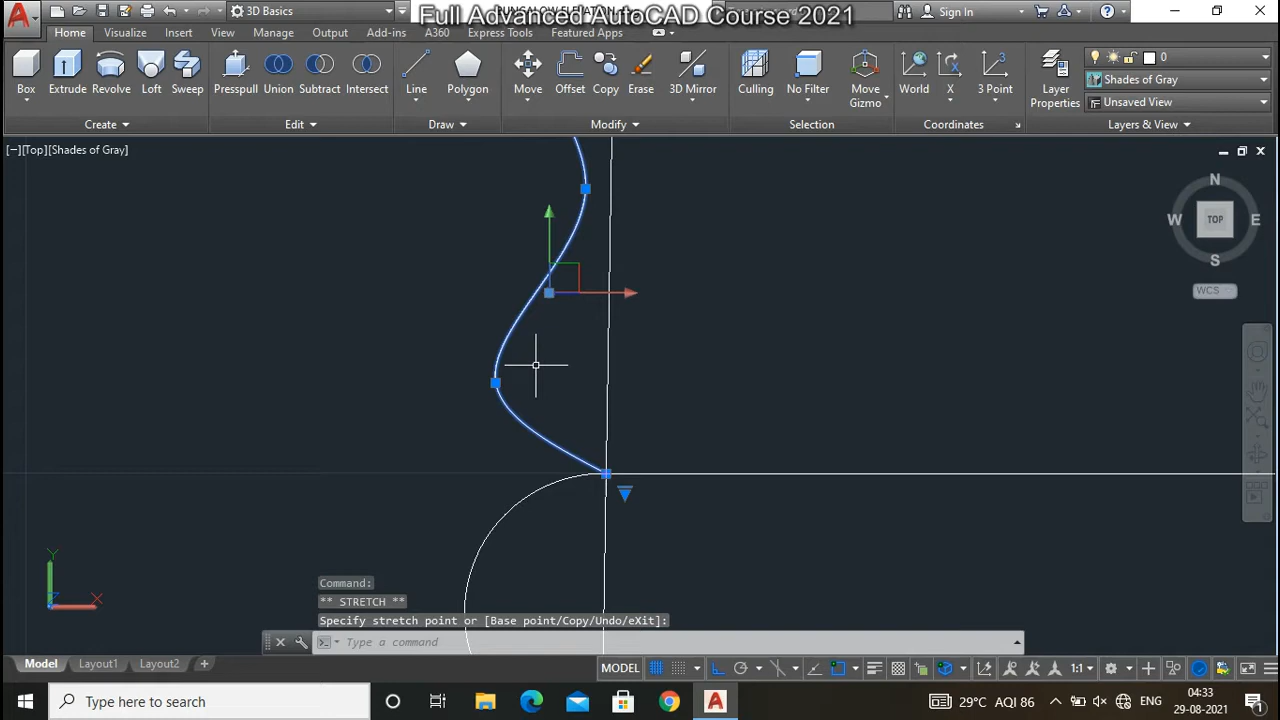 Full Advanced AutoCAD Course 2021
3D Basics
Sign In
Home Visualize Insert View Manage Output Add-ins A360 Express Tools Featured Apps
Box Extrude Revolve Loft Sweep Presspull Union Subtract Intersect Line Polygon Move Offset Copy Erase 3D Mirror Culling No Filter Move Gizmo World X 3 Point Layer Properties
0
Shades of Gray
Unsaved View
Create Edit Draw Modify Selection Coordinates Layers & View
[−][Top][Shades of Gray]
N
W TOP E
S
WCS
Y
X
Command:
** STRETCH **
Specify stretch point or [Base point/Copy/Undo/eXit]:
Type a command
Model Layout1 Layout2 + MODEL 1:1
Type here to search 29°C AQI 86 ENG 04:33
29-08-2021